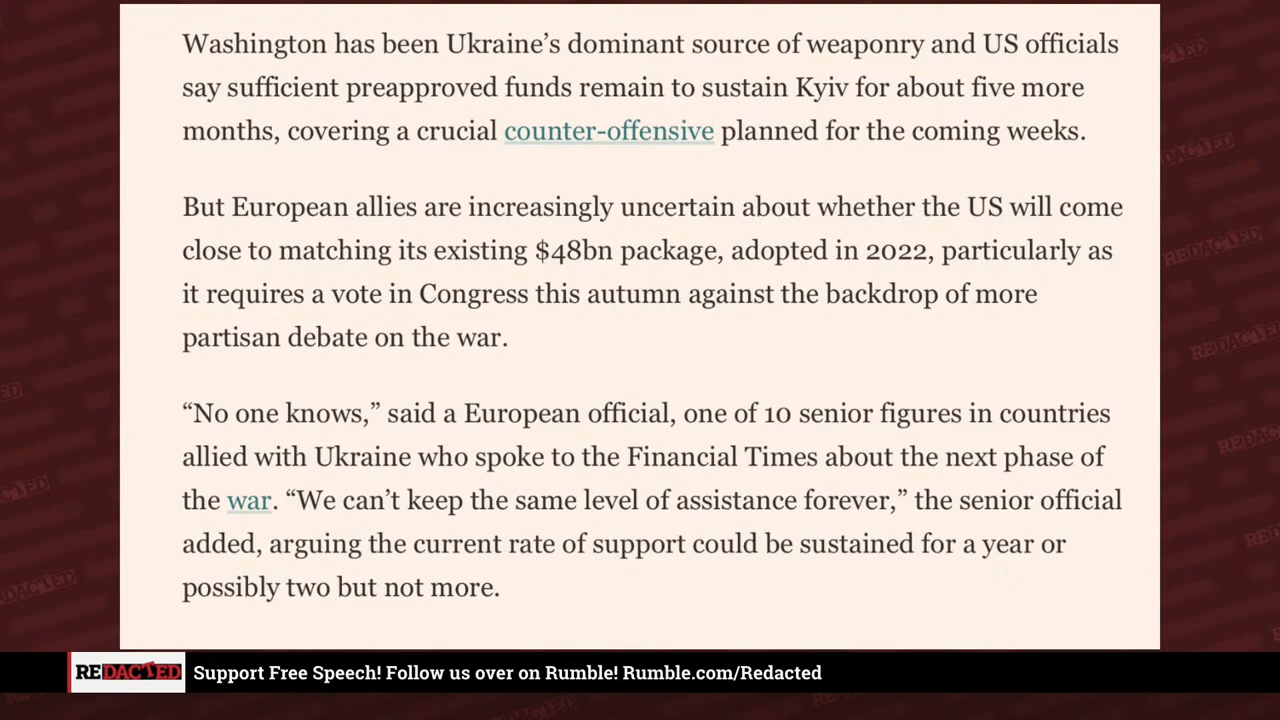 Washington has been Ukraine’s dominant source of weaponry and US officials
say sufficient preapproved funds remain to sustain Kyiv for about five more
months, covering a crucial counter-offensive planned for the coming weeks.
But European allies are increasingly uncertain about whether the US will come
close to matching its existing $48bn package, adopted in 2022, particularly as
it requires a vote in Congress this autumn against the backdrop of more
partisan debate on the war.
“No one knows,” said a European official, one of 10 senior figures in countries
allied with Ukraine who spoke to the Financial Times about the next phase of
the war. “We can’t keep the same level of assistance forever,” the senior official
added, arguing the current rate of support could be sustained for a year or
possibly two but not more.
REDACTED Support Free Speech! Follow us over on Rumble! Rumble.com/Redacted